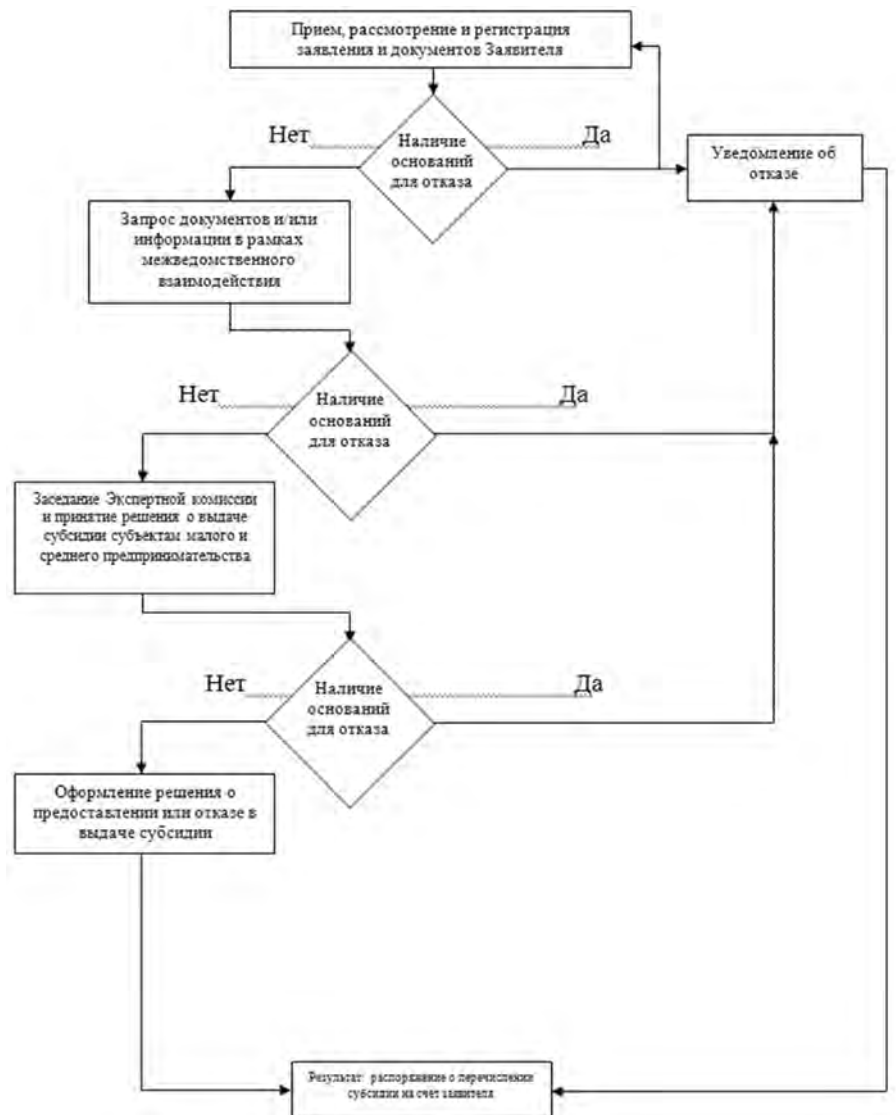 Прием, рассмотрение и регистрация
заявления и документов Заявителя
Нет
Да
Наличие
оснований
для отказа
Уведомление об
отказе
Запрос документов и/или
информации в рамках
межведомственного
взаимодействия
Нет
Да
Наличие
оснований
для отказа
Заседание Экспертной комиссии
и принятие решения о выдаче
субсидии субъектам малого и
среднего предпринимательства
Нет
Да
Наличие
оснований
для отказа
Оформление решения о
предоставлении или отказе в
выдаче субсидии
Результат: распоряжение о перечислении
субсидии на счет заявителя